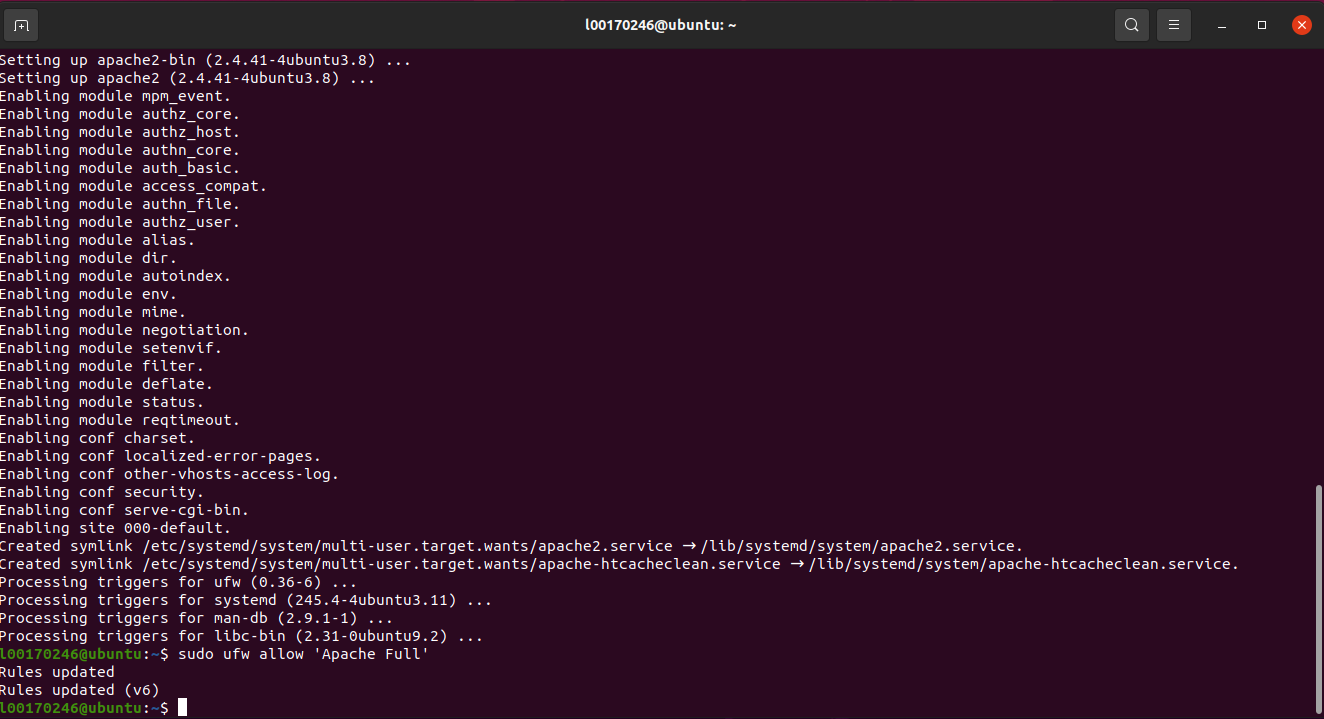 l00170246@ubuntu: ~
Setting up apache2-bin (2.4.41-4ubuntu3.8) ...
Setting up apache2 (2.4.41-4ubuntu3.8) ...
Enabling module mpm_event.
Enabling module authz_core.
Enabling module authz_host.
Enabling module authn_core.
Enabling module auth_basic.
Enabling module access_compat.
Enabling module authn_file.
Enabling module authz_user.
Enabling module alias.
Enabling module dir.
Enabling module autoindex.
Enabling module env.
Enabling module mime.
Enabling module negotiation.
Enabling module setenvif.
Enabling module filter.
Enabling module deflate.
Enabling module status.
Enabling module reqtimeout.
Enabling conf charset.
Enabling conf localized-error-pages.
Enabling conf other-vhosts-access-log.
Enabling conf security.
Enabling conf serve-cgi-bin.
Enabling site 000-default.
Created symlink /etc/systemd/system/multi-user.target.wants/apache2.service → /lib/systemd/system/apache2.service.
Created symlink /etc/systemd/system/multi-user.target.wants/apache-htcacheclean.service → /lib/systemd/system/apache-htcacheclean.service.
Processing triggers for ufw (0.36-6) ...
Processing triggers for systemd (245.4-4ubuntu3.11) ...
Processing triggers for man-db (2.9.1-1) ...
Processing triggers for libc-bin (2.31-0ubuntu9.2) ...
l00170246@ubuntu:~$ sudo ufw allow 'Apache Full'
Rules updated
Rules updated (v6)
l00170246@ubuntu:~$